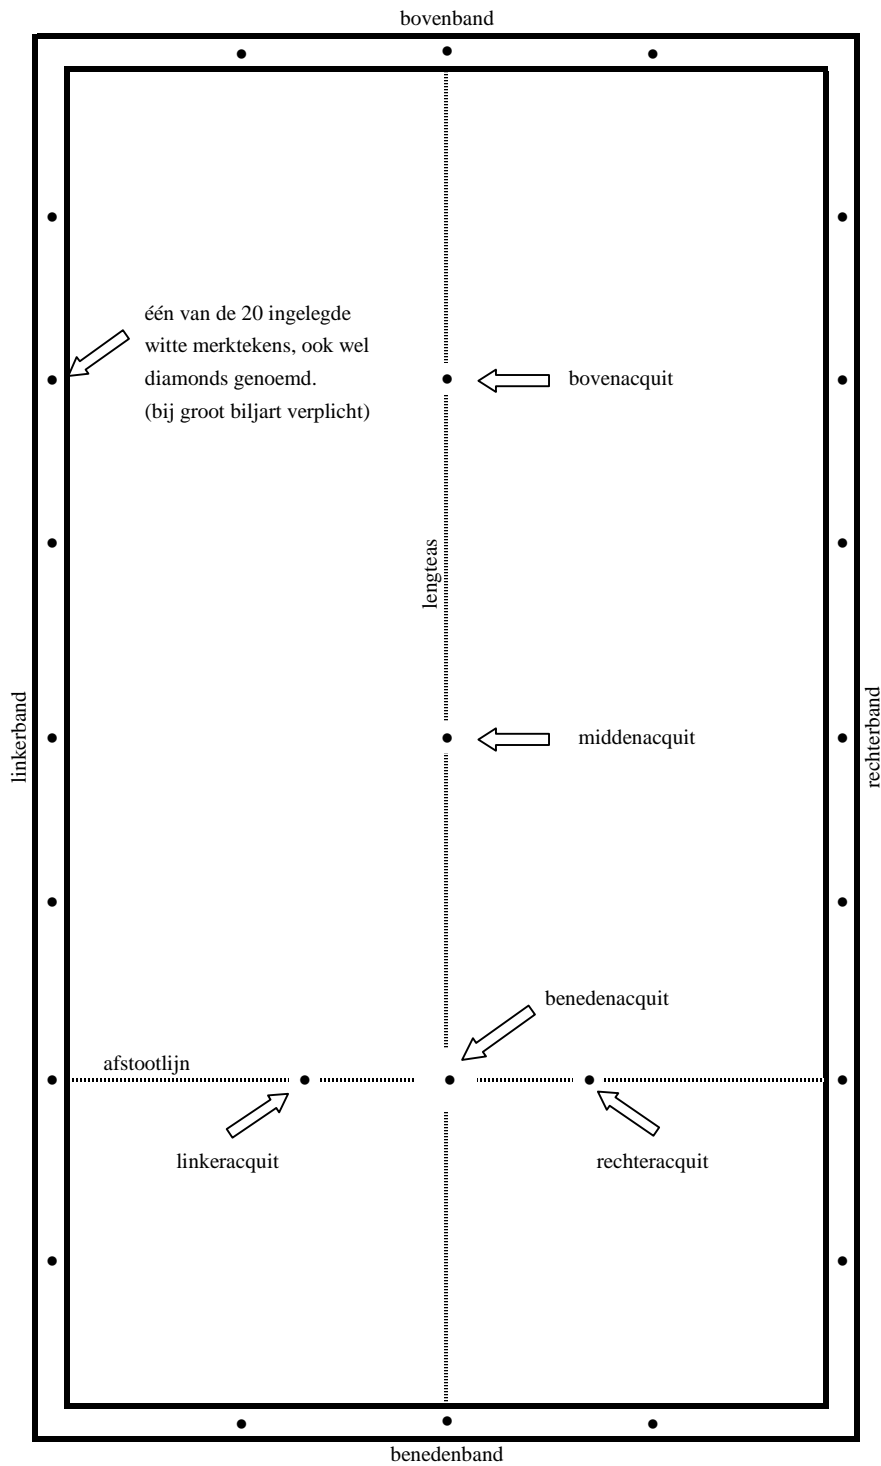 bovenband
één van de 20 ingelegde
witte merktekens, ook wel
diamonds genoemd.
(bij groot biljart verplicht)
bovenacquit
lengteas
linkerband
middenacquit
rechterband
benedenacquit
afstootlijn
linkeracquit
rechteracquit
benedenband